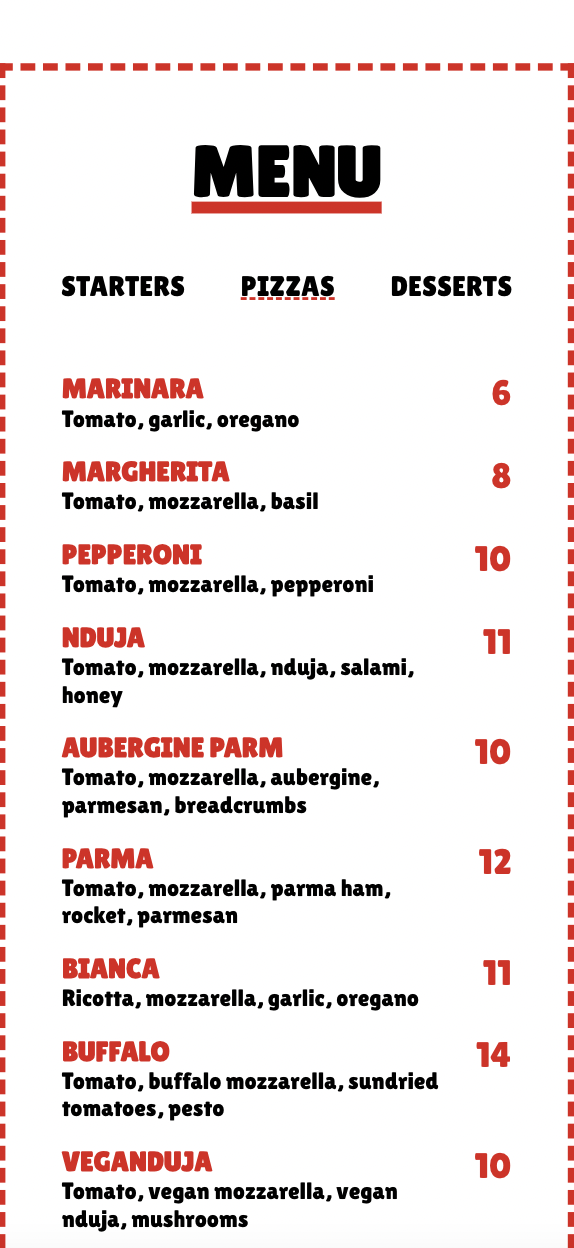 MENU
STARTERS PIZZAS DESSERTS
MARINARA 6
Tomato, garlic, oregano
MARGHERITA 8
Tomato, mozzarella, basil
PEPPERONI 10
Tomato, mozzarella, pepperoni
NDUJA 11
Tomato, mozzarella, nduja, salami,
honey
AUBERGINE PARM 10
Tomato, mozzarella, aubergine,
parmesan, breadcrumbs
PARMA 12
Tomato, mozzarella, parma ham,
rocket, parmesan
BIANCA 11
Ricotta, mozzarella, garlic, oregano
BUFFALO 14
Tomato, buffalo mozzarella, sundried
tomatoes, pesto
VEGANDUJA 10
Tomato, vegan mozzarella, vegan
nduja, mushrooms